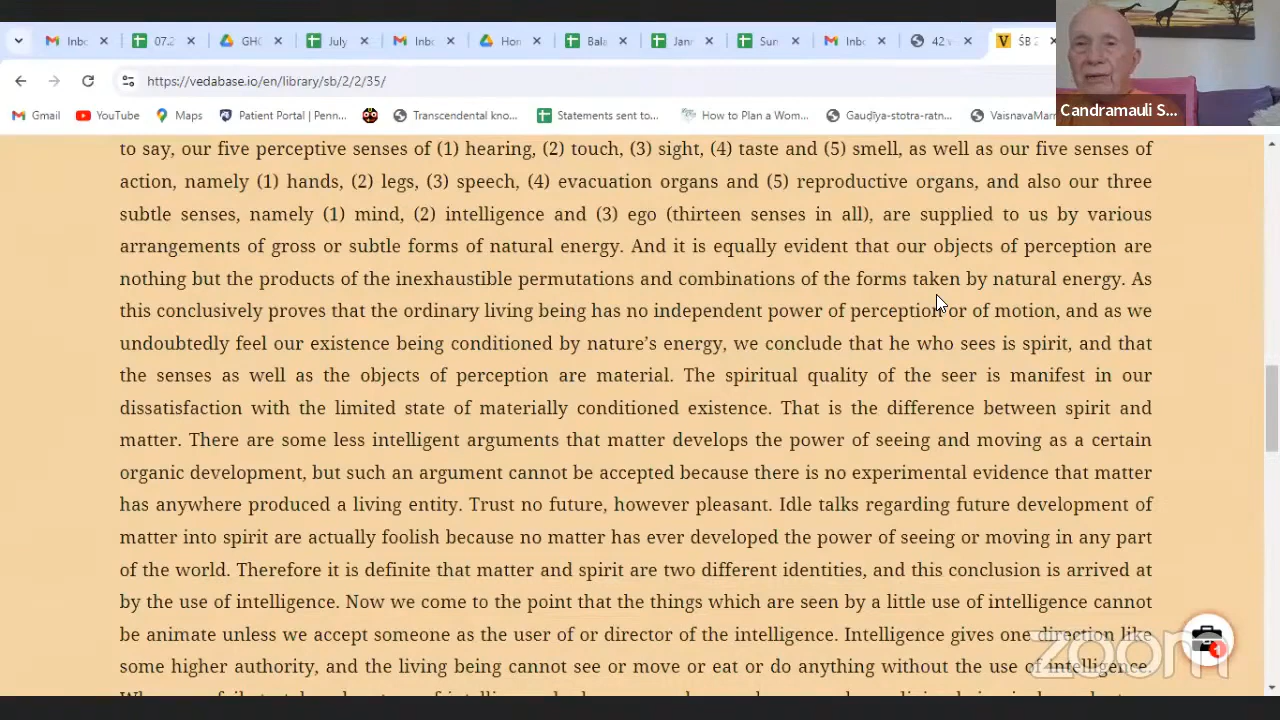 Inbc
07.2
GHC
July
Inbc
Hon
Bala
Jani
Sun
Inbc
42 v
ŚB 2
https://vedabase.io/en/library/sb/2/2/35/
Gmail
YouTube
Maps
Patient Portal | Penn...
Transcendental kno...
Statements sent to...
How to Plan a Wom...
Gauḍīya-stotra-ratn...
VaisnavaMarr
Candramauli S...
to say, our five perceptive senses of (1) hearing, (2) touch, (3) sight, (4) taste and (5) smell, as well as our five senses of
action, namely (1) hands, (2) legs, (3) speech, (4) evacuation organs and (5) reproductive organs, and also our three
subtle senses, namely (1) mind, (2) intelligence and (3) ego (thirteen senses in all), are supplied to us by various
arrangements of gross or subtle forms of natural energy. And it is equally evident that our objects of perception are
nothing but the products of the inexhaustible permutations and combinations of the forms taken by natural energy. As
this conclusively proves that the ordinary living being has no independent power of perception or of motion, and as we
undoubtedly feel our existence being conditioned by nature's energy, we conclude that he who sees is spirit, and that
the senses as well as the objects of perception are material. The spiritual quality of the seer is manifest in our
dissatisfaction with the limited state of materially conditioned existence. That is the difference between spirit and
matter. There are some less intelligent arguments that matter develops the power of seeing and moving as a certain
organic development, but such an argument cannot be accepted because there is no experimental evidence that matter
has anywhere produced a living entity. Trust no future, however pleasant. Idle talks regarding future development of
matter into spirit are actually foolish because no matter has ever developed the power of seeing or moving in any part
of the world. Therefore it is definite that matter and spirit are two different identities, and this conclusion is arrived at
by the use of intelligence. Now we come to the point that the things which are seen by a little use of intelligence cannot
be animate unless we accept someone as the user of or director of the intelligence. Intelligence gives one direction like
some higher authority, and the living being cannot see or move or eat or do anything without the use of intelligence.
1
zoom